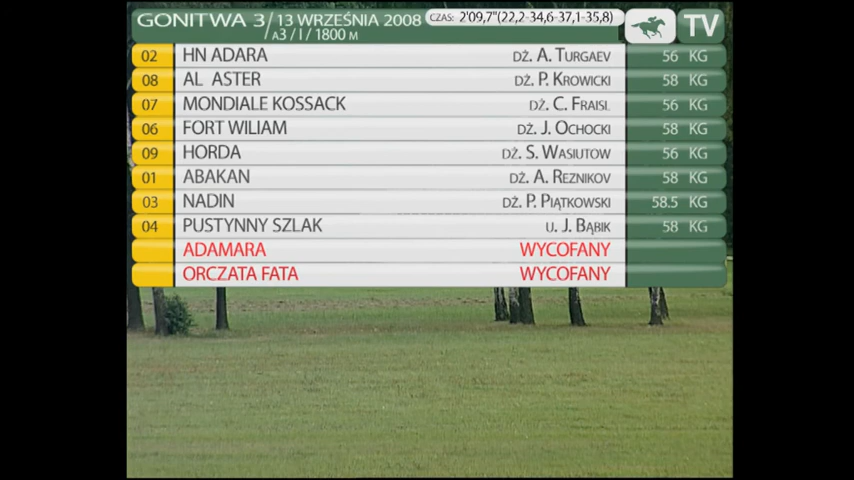 GONITWA 3/ 13 WRZEŚNIA 2008 CZAS: 2'09,7"(22,2-34,6-37,1-35,8) TV
/A3 / I / 1800 M
02 HN ADARA DŻ. A. TURGAEV 56 KG
08 AL ASTER DŻ. P. KROWICKI 58 KG
07 MONDIALE KOSSACK DŻ. C. FRAISL 56 KG
06 FORT WILIAM DŻ. J. OCHOCKI 58 KG
09 HORDA DŻ. S. WASIUTOW 56 KG
01 ABAKAN DŻ. A. REZNIKOV 58 KG
03 NADIN DŻ. P. PIĄTKOWSKI 58.5 KG
04 PUSTYNNY SZLAK U. J. BĄBIK 58 KG
ADAMARA WYCOFANY
ORCZATA FATA WYCOFANY